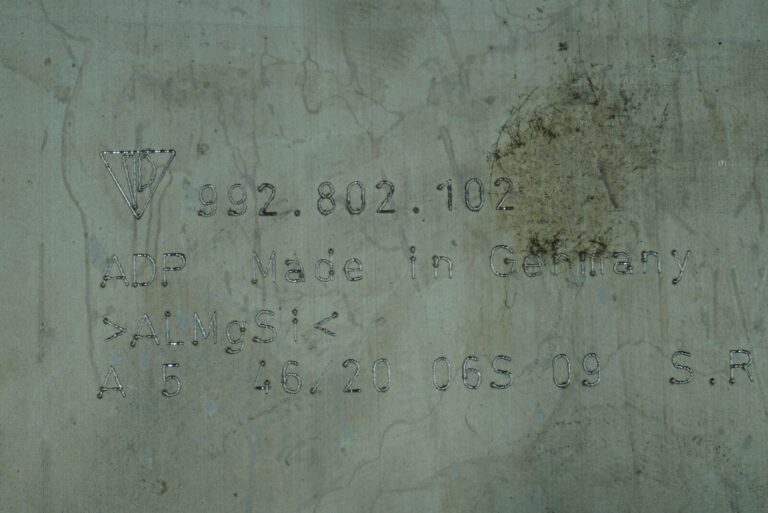 992.802.102
ADP Made in Germany
>ALMgSi<
A 5 46/20 06S 09 S.R